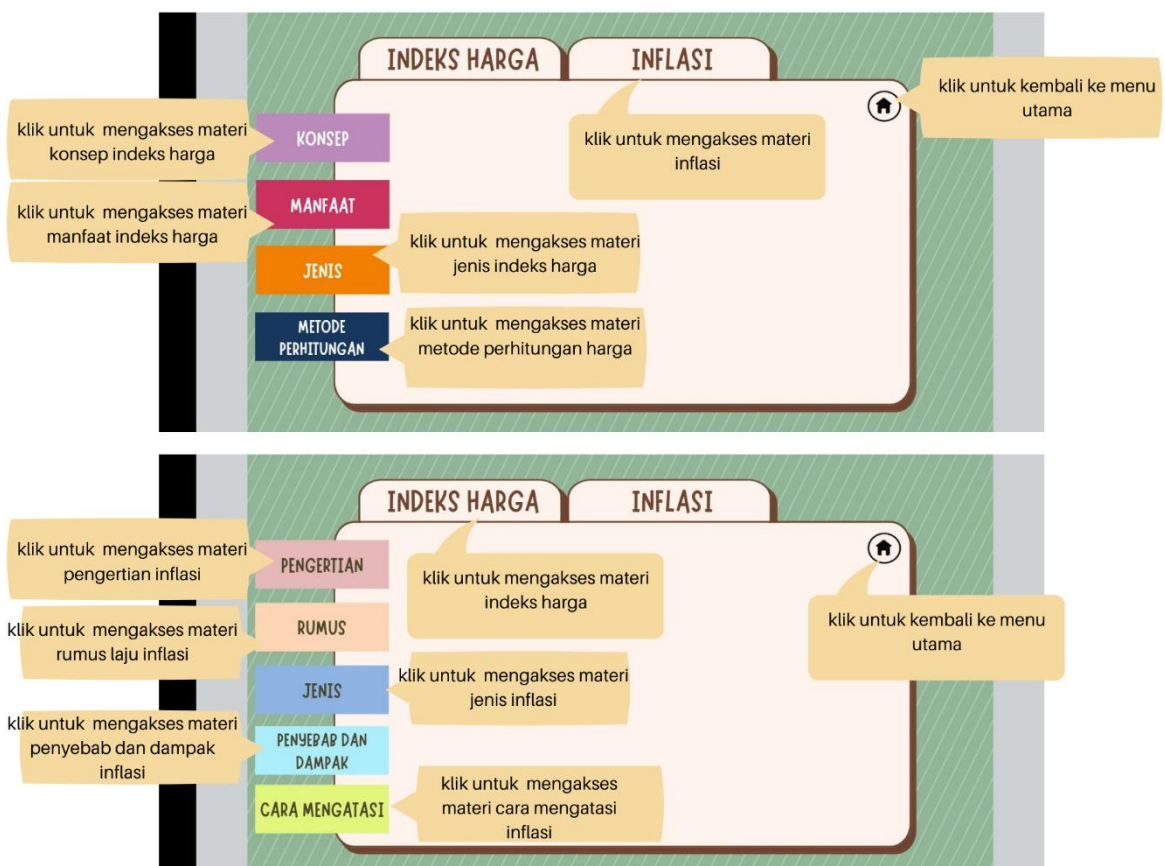 INDEKS HARGA
INFLASI
klik untuk kembali ke menu
utama
klik untuk mengakses materi
konsep indeks harga
KONSEP
klik untuk mengakses materi
inflasi
klik untuk mengakses materi
manfaat indeks harga
MANFAAT
klik untuk mengakses materi
jenis indeks harga
JENIS
METODE
PERHITUNGAN
klik untuk mengakses materi
metode perhitungan harga
INDEKS HARGA
INFLASI
klik untuk mengakses materi
pengertian inflasi
PENGERTIAN
klik untuk mengakses materi
indeks harga
klik untuk kembali ke menu
utama
klik untuk mengakses materi
rumus laju inflasi
RUMUS
JENIS
klik untuk mengakses materi
jenis inflasi
klik untuk mengakses materi
penyebab dan dampak
inflasi
PENYEBAB DAN
DAMPAK
CARA MENGATASI
klik untuk mengakses
materi cara mengatasi
inflasi